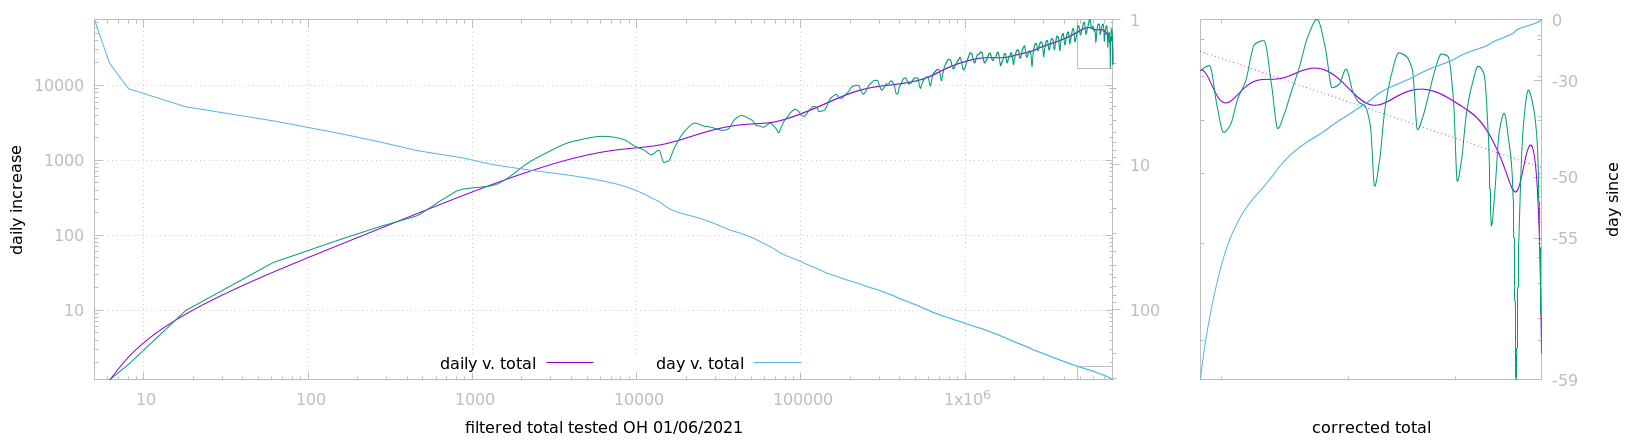 daily increase
10000
1000
100
10
10
100
1000
10000
100000
1x10⁶
daily v. total
day v. total
filtered total tested OH 01/06/2021
1
10
100
0
-30
-50
-55
-59
day since
corrected total